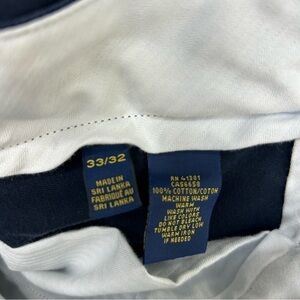 33/32
MADE IN
SRI LANKA
FABRIQUÉ AU
SRI LANKA
RN 41381
CA56658
100% COTTON/COTON
MACHINE WASH
WARM
WASH WITH
LIKE COLORS
DO NOT BLEACH
TUMBLE DRY LOW
WARM IRON
IF NEEDED